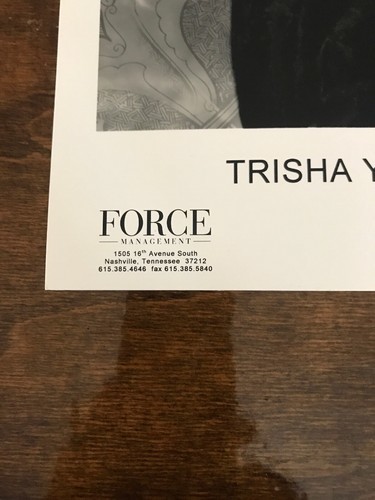 TRISHA Y
FORCE
MANAGEMENT
1505 16th Avenue South
Nashville, Tennessee 37212
615.385.4646 fax 615.385.5840